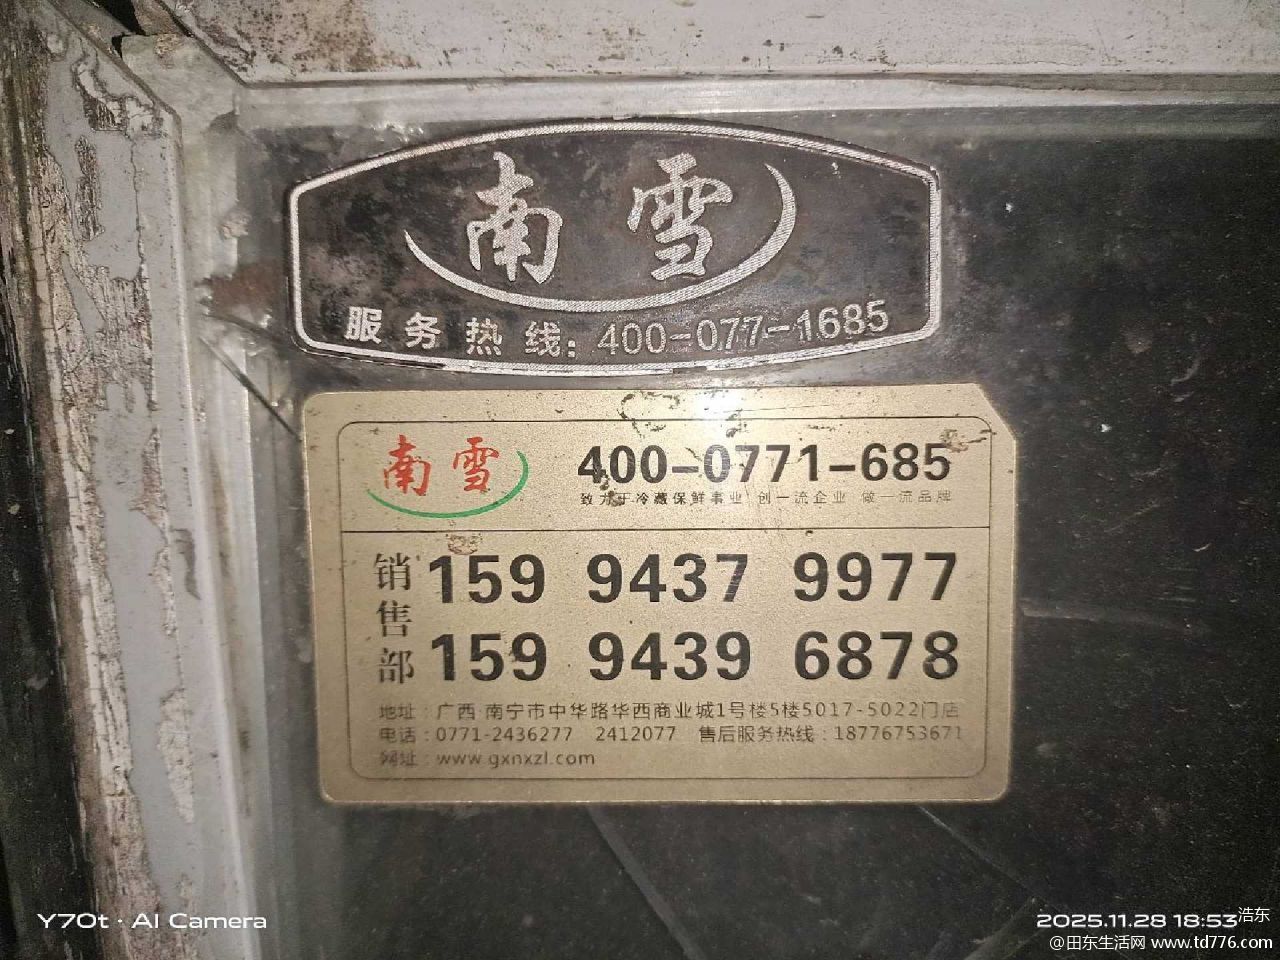 南雪
服务热线：400-077-1685
南雪 400-0771-685
致力于冷藏保鲜事业 创一流企业 做一流品牌
销售部
159 9437 9977
159 9439 6878
地址：广西 南宁市中华路华西商业城1号楼5楼5017-5022门店
电话：0771-2436277 2412077 售后服务热线：18776753671
网址：www.gxnxzl.com
Y70t · AI Camera
2025.11.28 18:53
浩东
@田东生活网 www.td776.com